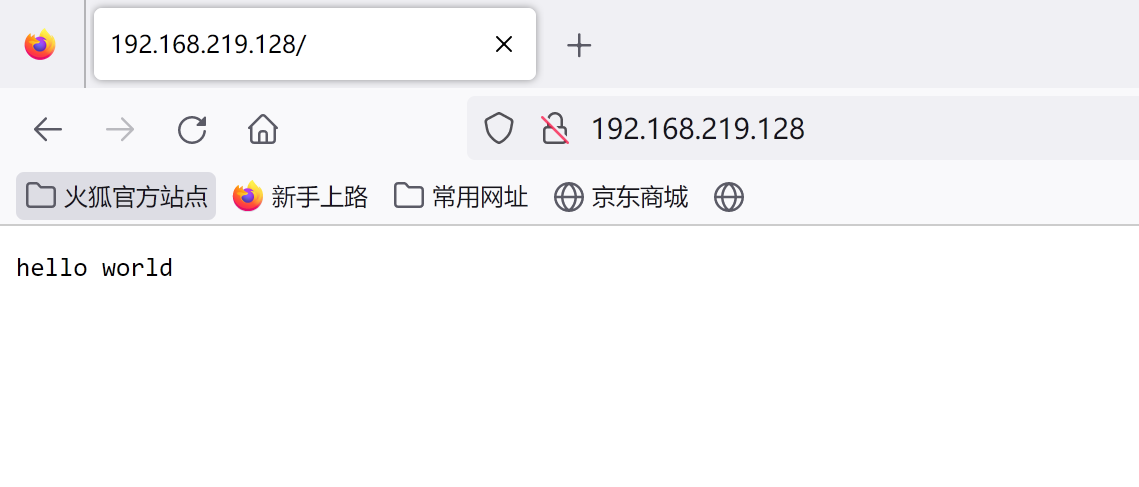 192.168.219.128/
192.168.219.128
火狐官方站点 新手上路 常用网址 京东商城
hello world